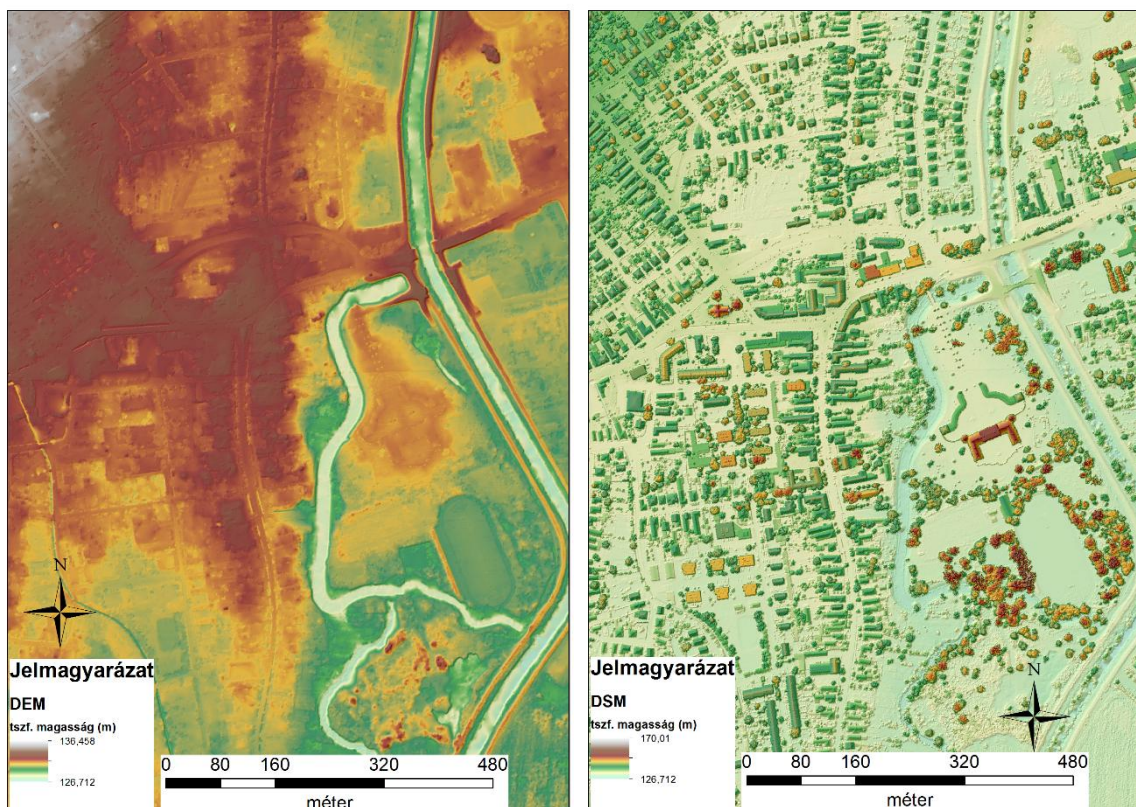 N
Jelmagyarázat
DEM
tszf. magasság (m)
136,458
126,712
0 80 160 320 480
méter
N
Jelmagyarázat
DSM
tszf. magasság (m)
170,01
126,712
0 80 160 320 480
méter